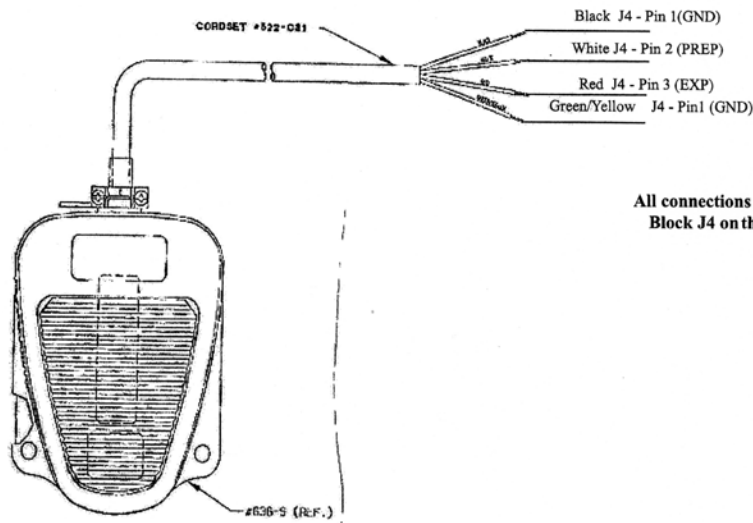 CORDSET #522-C21
Black J4 - Pin 1(GND)
White J4 - Pin 2 (PREP)
Red J4 - Pin 3 (EXP)
Green/Yellow J4 - Pin1 (GND)
All connections
Block J4 on th
#636-S (REF.)